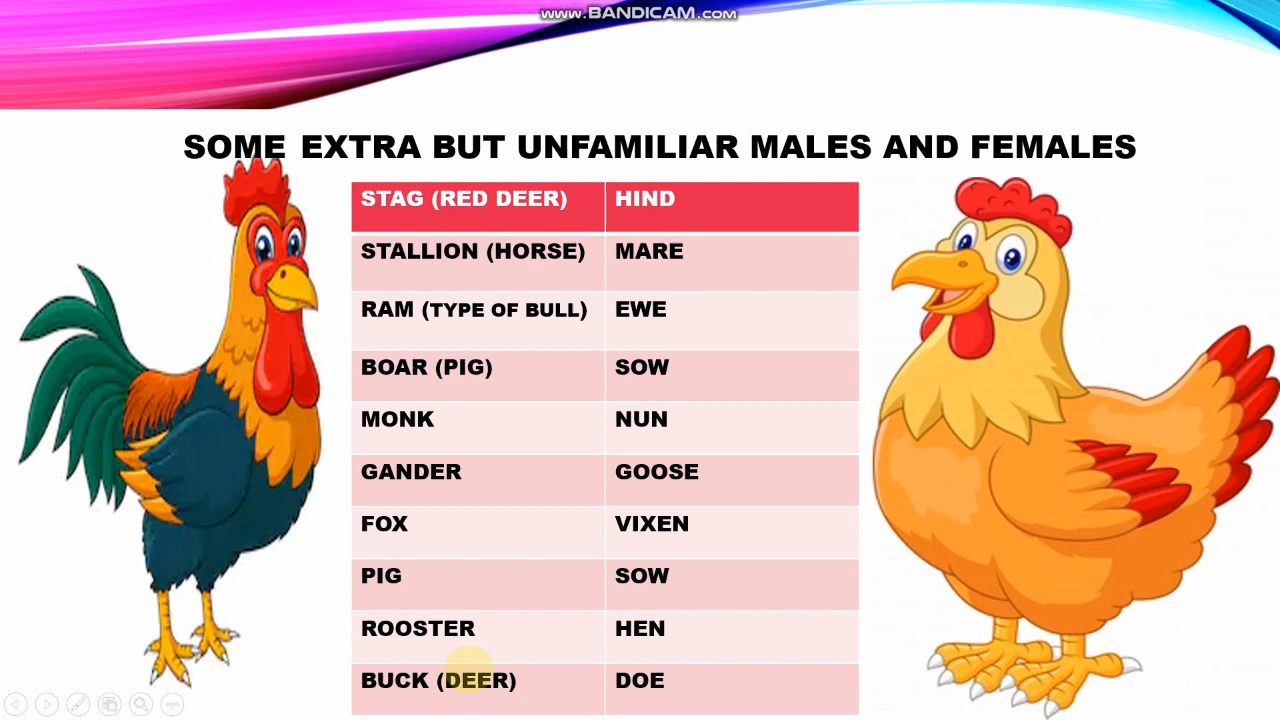 www.BANDICAM.com
SOME EXTRA BUT UNFAMILIAR MALES AND FEMALES
STAG (RED DEER) HIND
STALLION (HORSE) MARE
RAM (TYPE OF BULL) EWE
BOAR (PIG) SOW
MONK NUN
GANDER GOOSE
FOX VIXEN
PIG SOW
ROOSTER HEN
BUCK (DEER) DOE